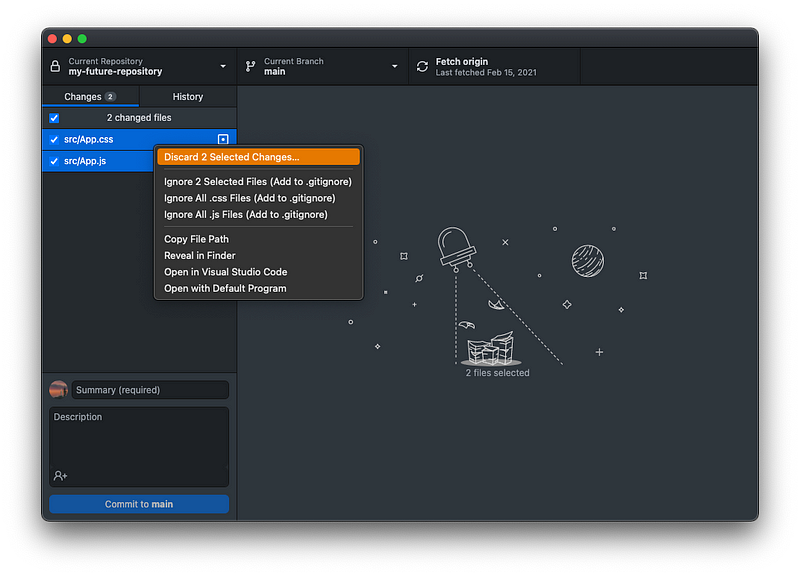 Current Repository
my-future-repository
Current Branch
main
Fetch origin
Last fetched Feb 15, 2021
Changes 2
History
2 changed files
src/App.css
src/App.js
Discard 2 Selected Changes...
Ignore 2 Selected Files (Add to .gitignore)
Ignore All .css Files (Add to .gitignore)
Ignore All .js Files (Add to .gitignore)
Copy File Path
Reveal in Finder
Open in Visual Studio Code
Open with Default Program
2 files selected
Summary (required)
Description
Commit to main